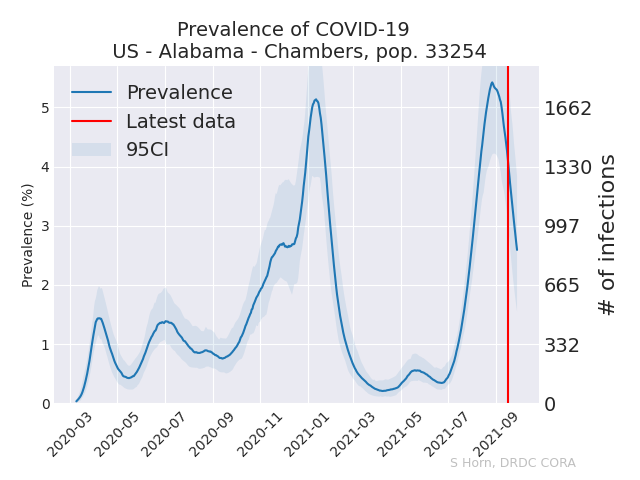 Prevalence of COVID-19
US - Alabama - Chambers, pop. 33254
Prevalence
Latest data
95CI
Prevalence (%)
5
4
3
2
1
0
1662
1330
997
665
332
0
# of infections
2020-03
2020-05
2020-07
2020-09
2020-11
2021-01
2021-03
2021-05
2021-07
2021-09
S Horn, DRDC CORA